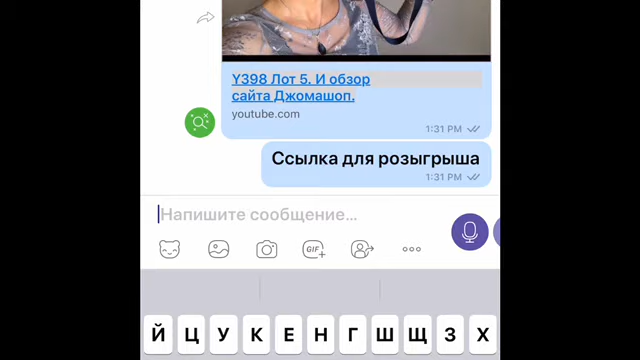 Y398 Лот 5. И обзор
сайта Джомашоп.
youtube.com
1:31 PM
Ссылка для розыгрыша
1:31 PM
Напишите сообщение...
GIF
Й Ц У К Е Н Г Ш Щ З Х